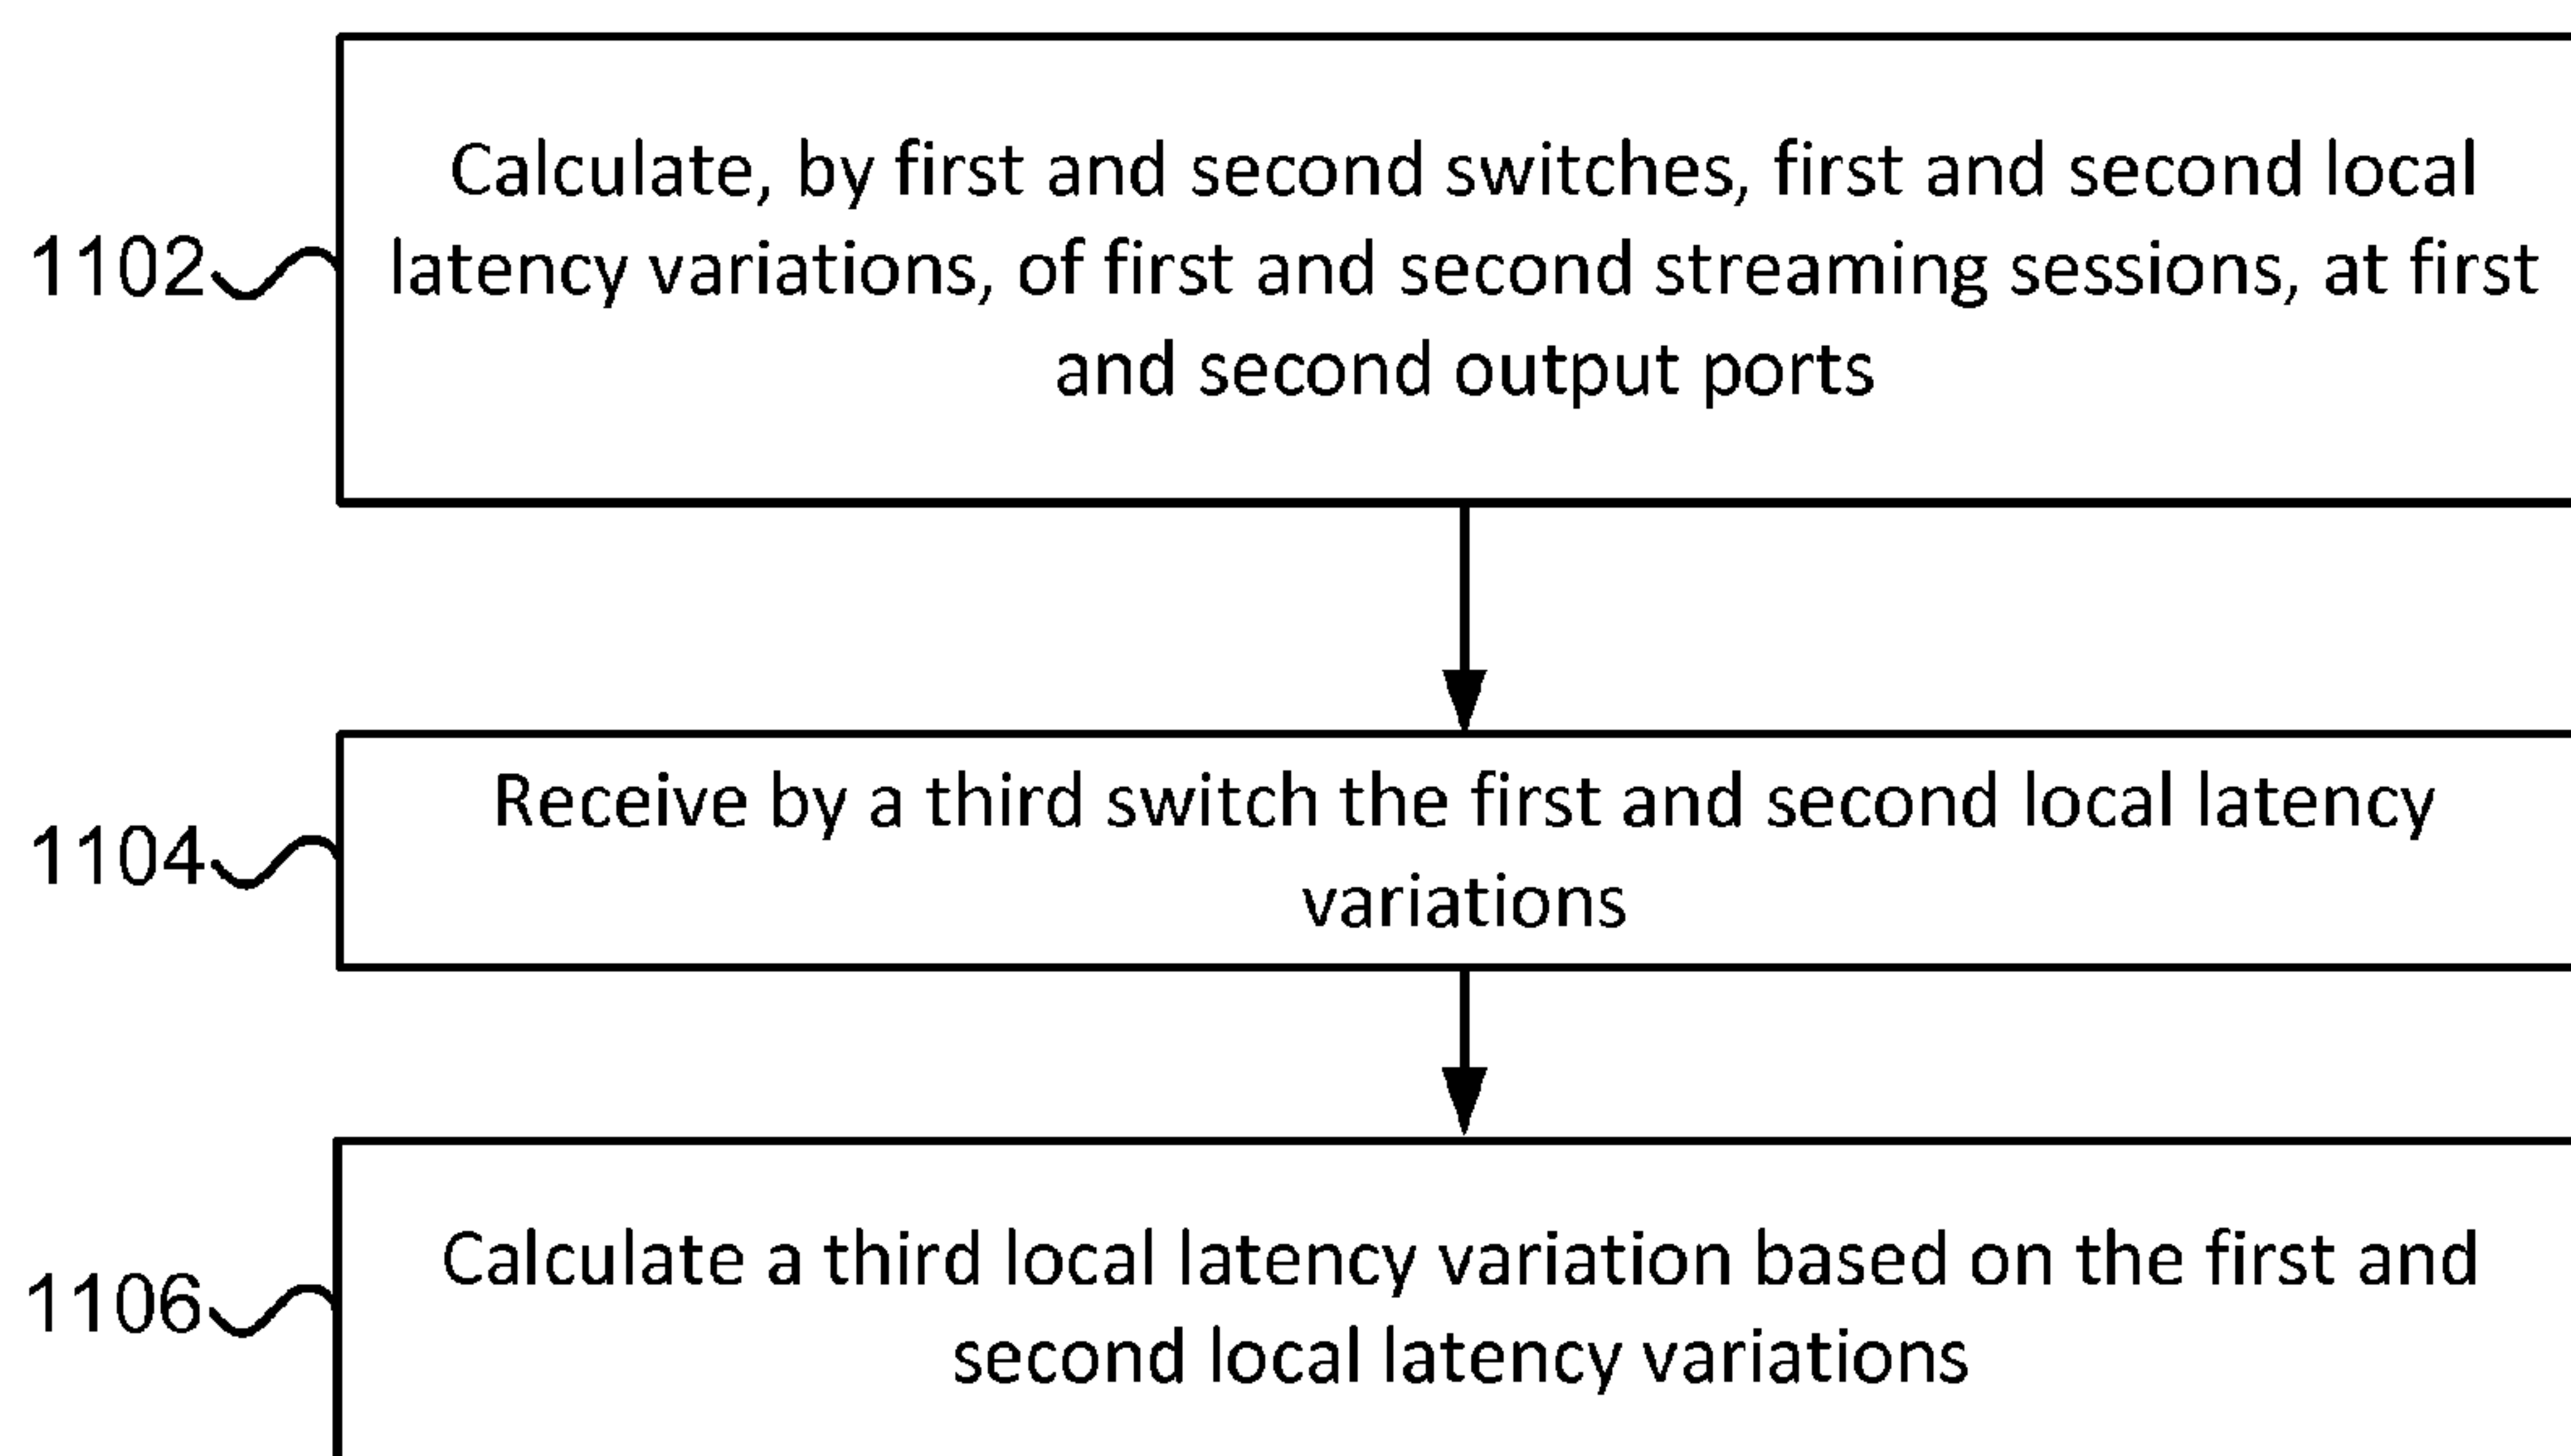 Calculate, by first and second switches, first and second local
1102 latency variations, of first and second streaming sessions, at first
and second output ports
Receive by a third switch the first and second local latency
1104
variations
Calculate a third local latency variation based on the first and
1106
second local latency variations